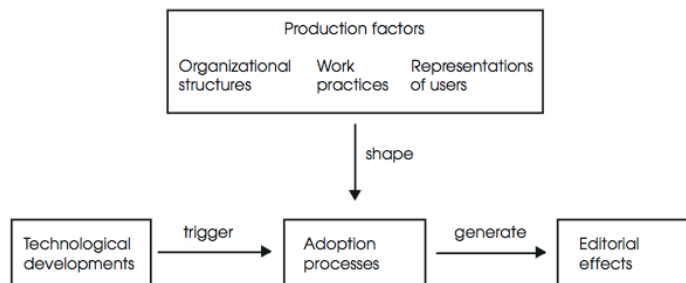 Production factors
Organizational Work Representations
structures practices of users
shape
trigger generate
Technological Adoption Editorial
developments processes effects